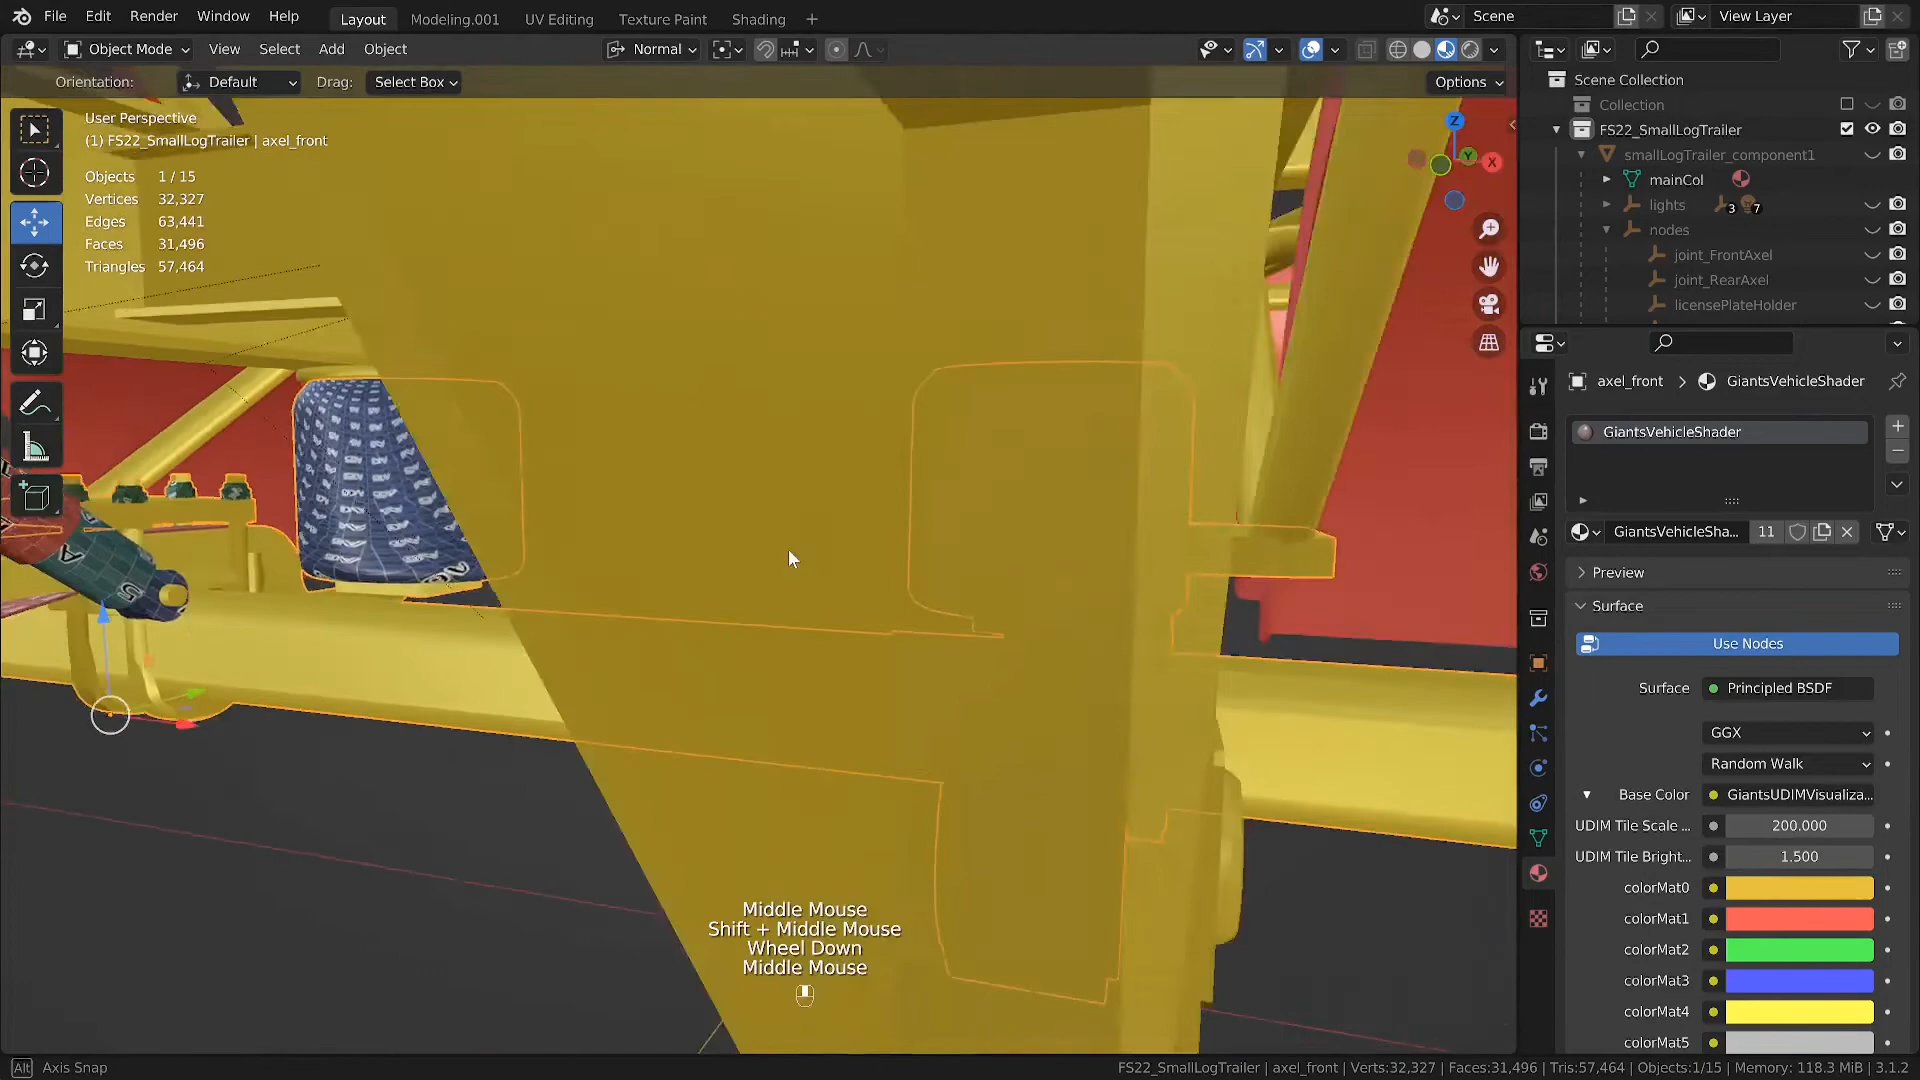 File Edit Render Window Help Layout Modeling.001 UV Editing Texture Paint Shading + Scene View Layer
Object Mode View Select Add Object Normal
Orientation: Default Drag: Select Box Options
User Perspective
(1) FS22_SmallLogTrailer | axel_front
Objects 1 / 15
Vertices 32,327
Edges 63,441
Faces 31,496
Triangles 57,464
Z
Y
X
Scene Collection
Collection
FS22_SmallLogTrailer
smallLogTrailer_component1
mainCol
lights 3 7
nodes
joint_FrontAxel
joint_RearAxel
licensePlateHolder
axel_front > GiantsVehicleShader
GiantsVehicleShader
GiantsVehicleSha... 11
Preview
Surface
Use Nodes
Surface Principled BSDF
GGX
Random Walk
Base Color GiantsUDIMVisualiza...
UDIM Tile Scale ... 200.000
UDIM Tile Bright... 1.500
colorMat0
colorMat1
colorMat2
colorMat3
colorMat4
colorMat5
Middle Mouse
Shift + Middle Mouse
Wheel Down
Middle Mouse
Alt Axis Snap
FS22_SmallLogTrailer | axel_front | Verts:32,327 | Faces:31,496 | Tris:57,464 | Objects:1/15 | Memory: 118.3 MiB | 3.1.2